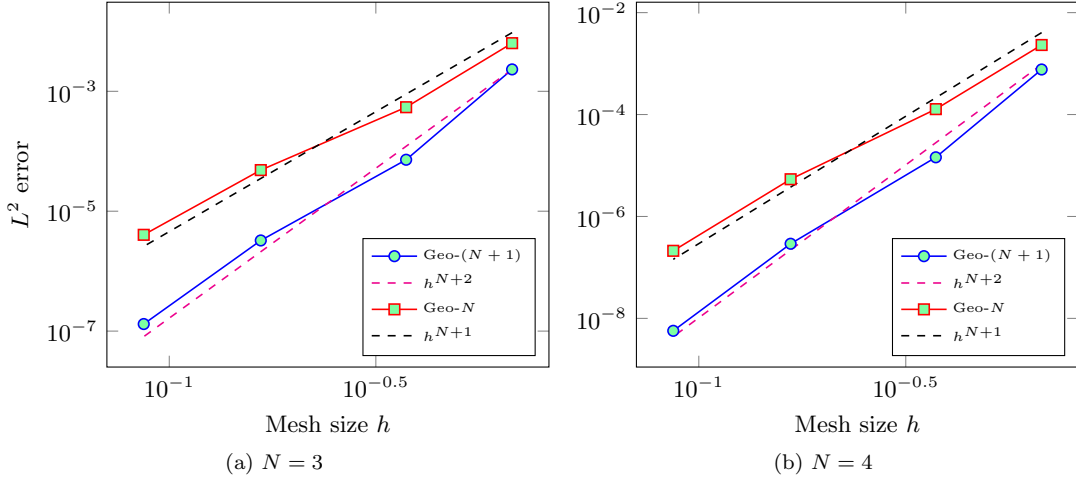 10^{-3}
10^{-5}
10^{-7}
L^2 error
10^{-1}
10^{-0.5}
Mesh size h
Geo-(N + 1)
h^{N+2}
Geo-N
h^{N+1}
(a) N = 3
10^{-2}
10^{-4}
10^{-6}
10^{-8}
10^{-1}
10^{-0.5}
Mesh size h
Geo-(N + 1)
h^{N+2}
Geo-N
h^{N+1}
(b) N = 4